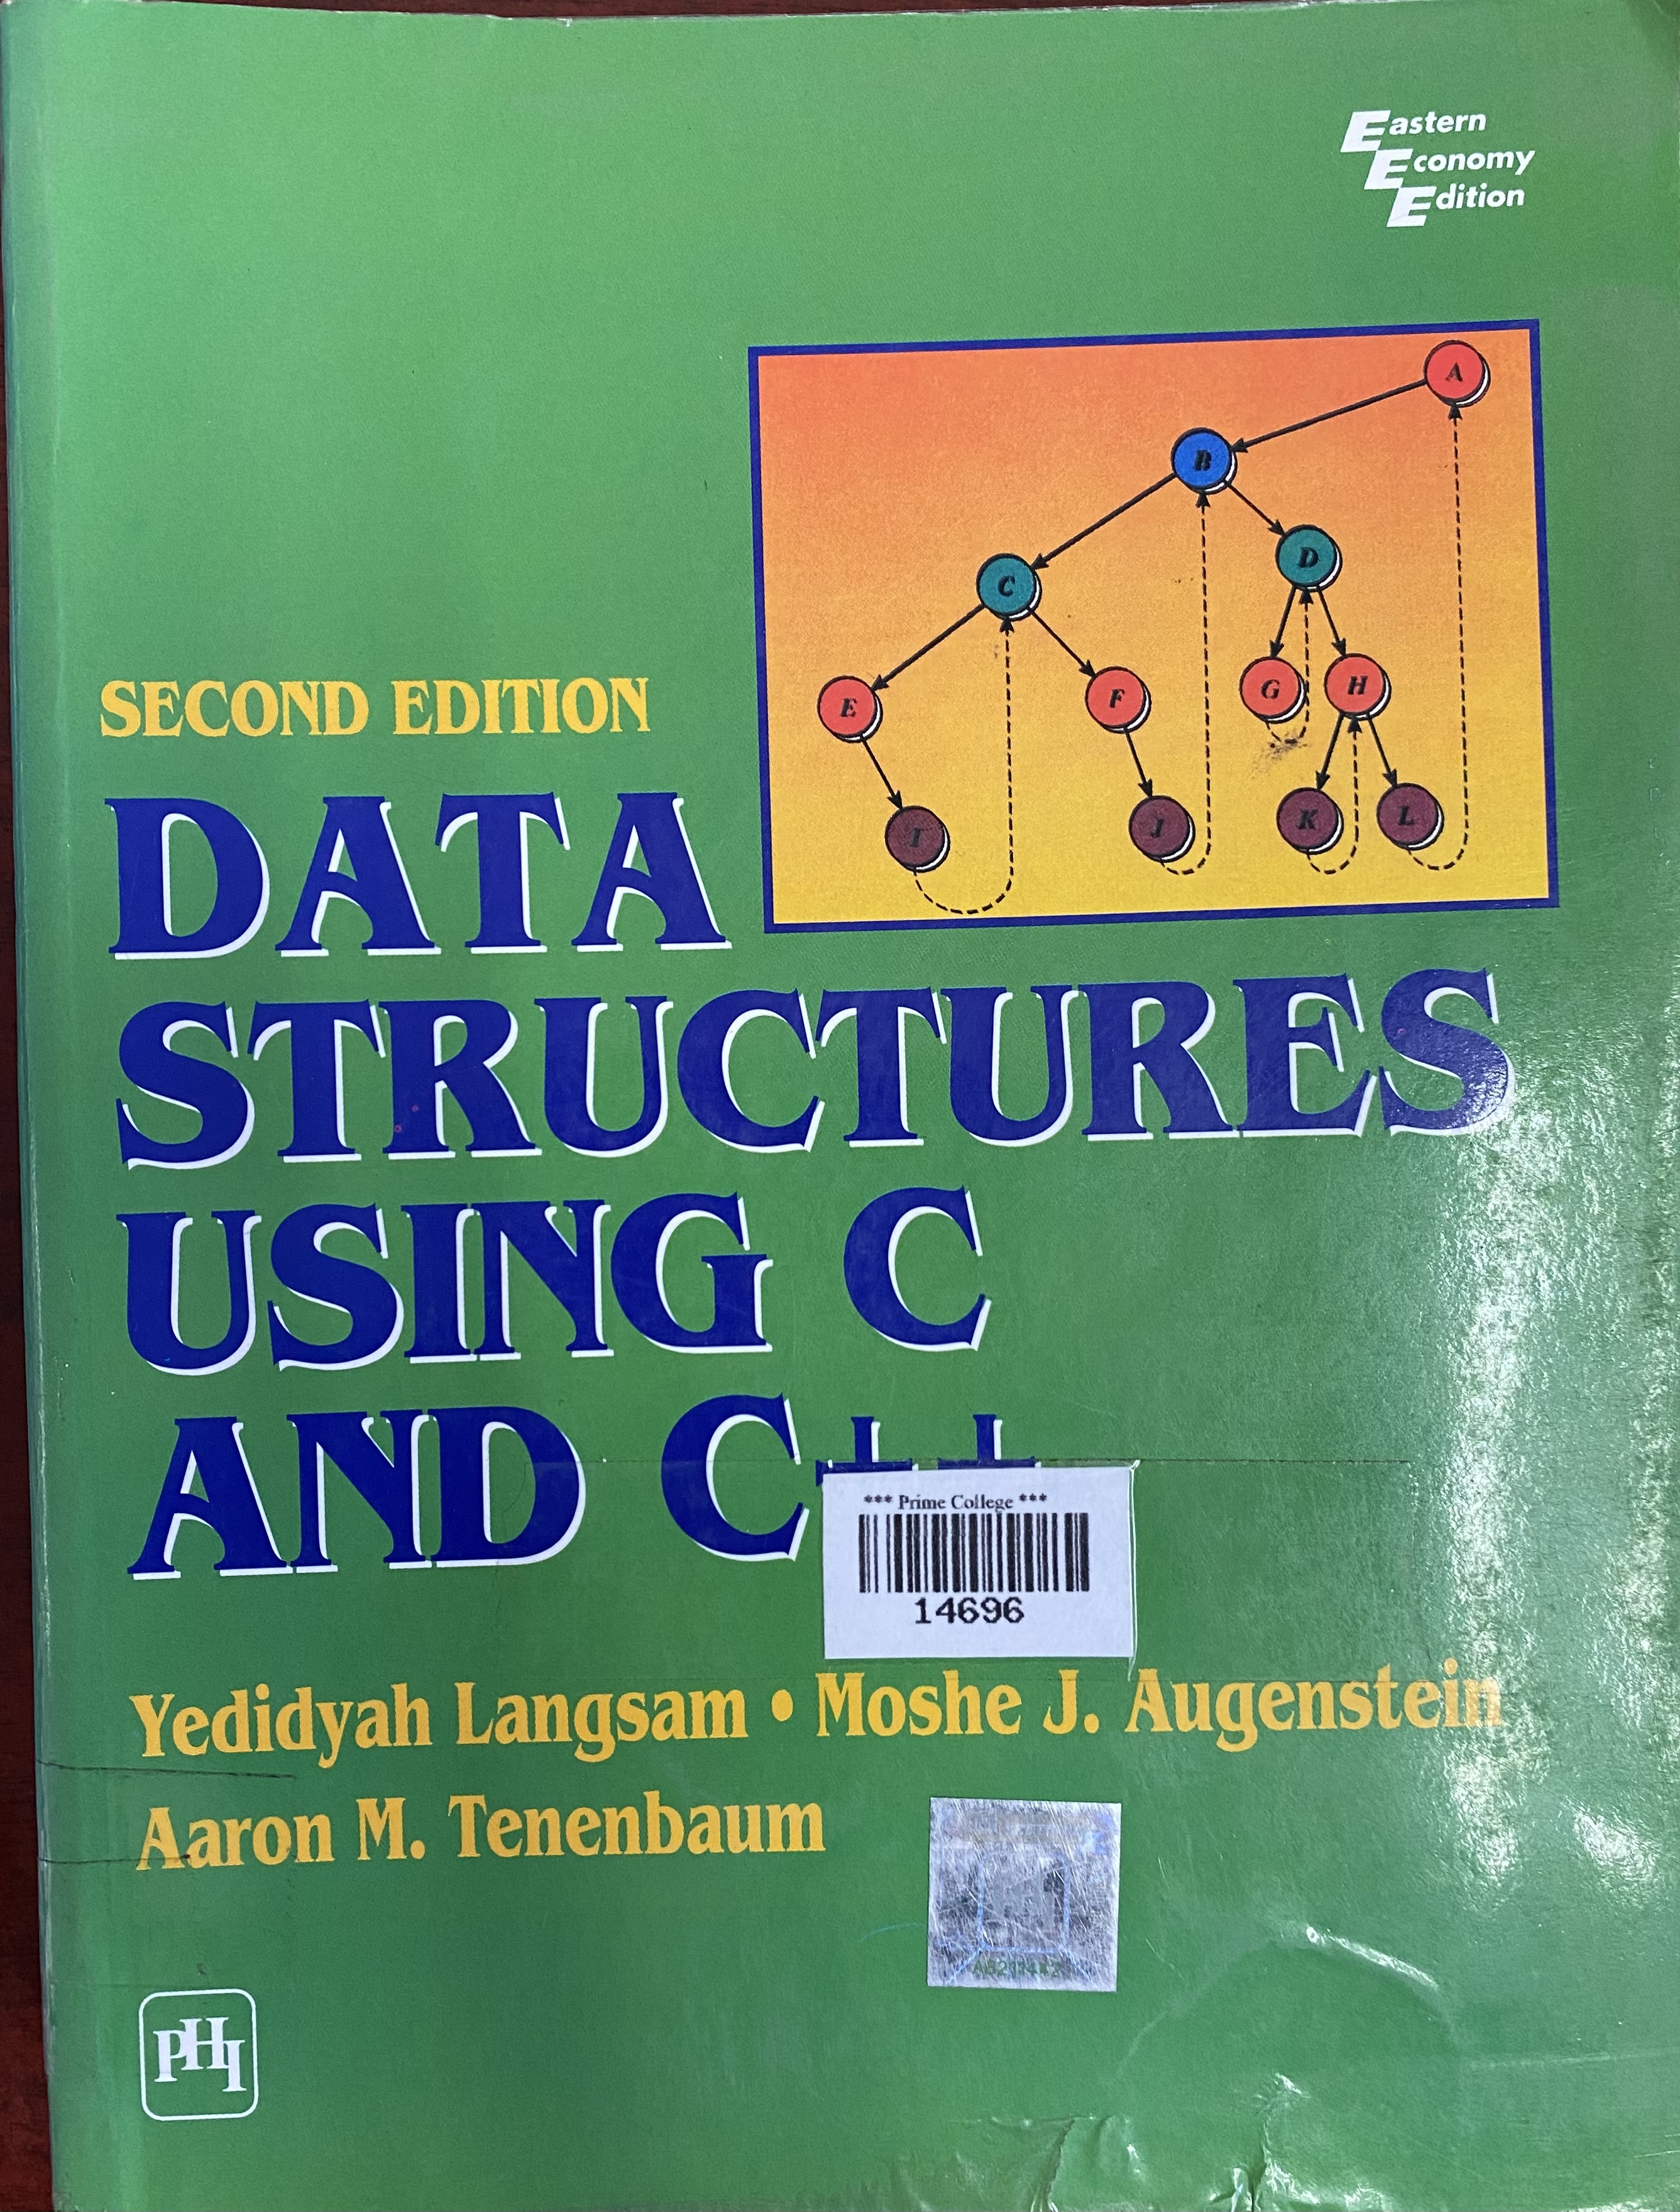 Eastern
Economy
Edition
A
B
D
C
E
F
G
H
I
J
K
L
SECOND EDITION
DATA
STRUCTURES
USING C
AND C++
*** Prime College ***
14696
Yedidyah Langsam • Moshe J. Augenstein
Aaron M. Tenenbaum
PHI